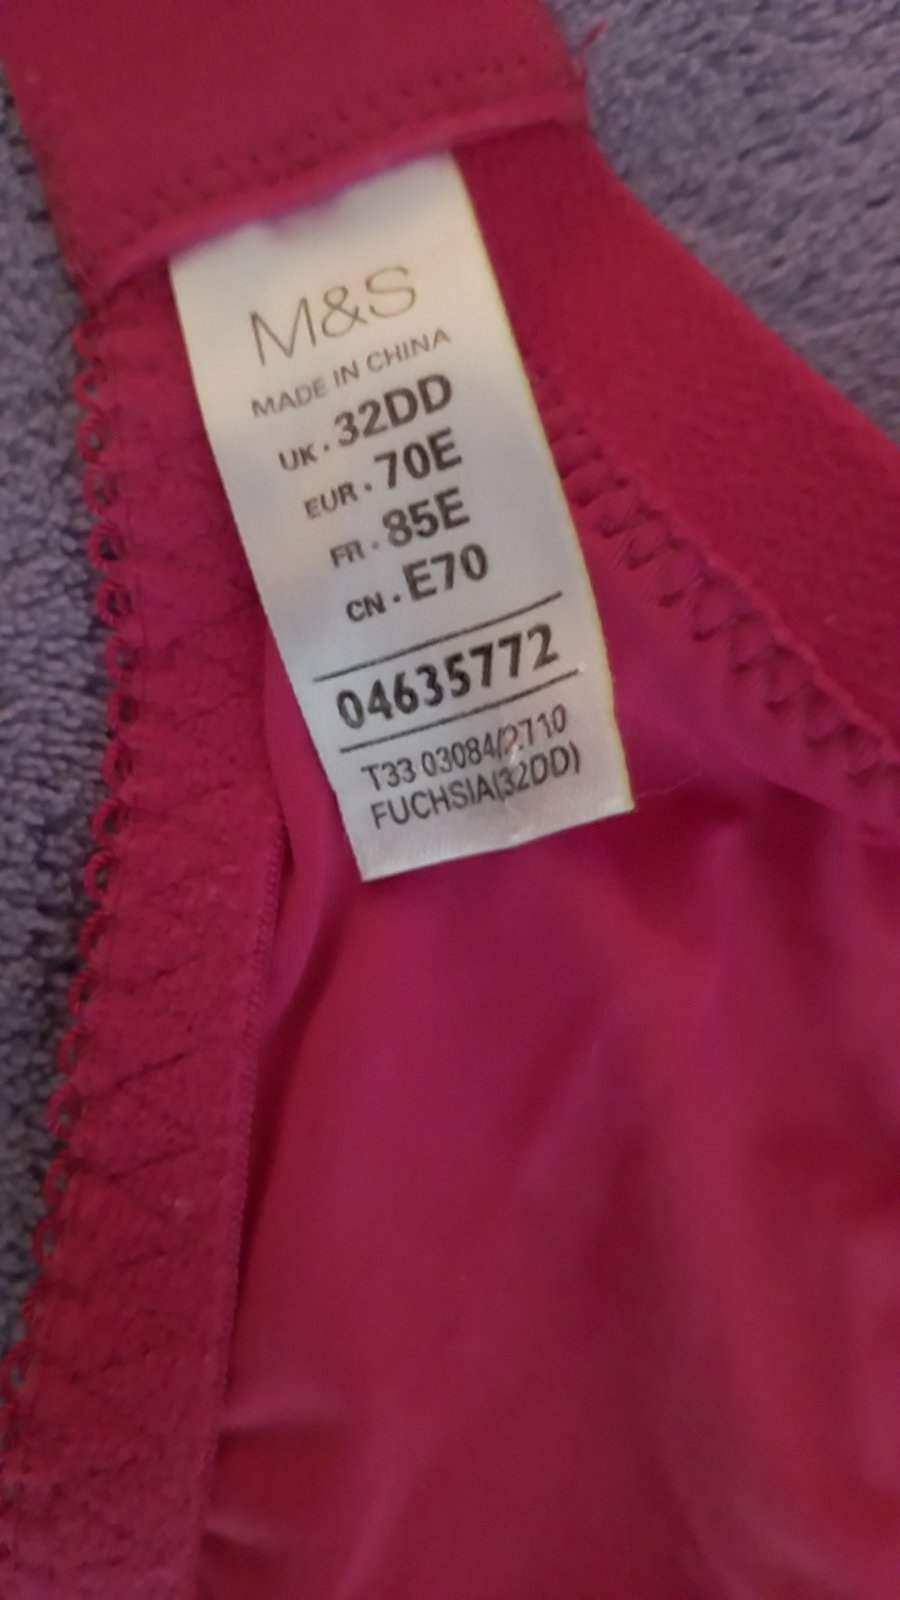 M&S
MADE IN CHINA
UK · 32DD
EUR · 70E
FR · 85E
CN · E70
04635772
T33 03084/2710
FUCHSIA(32DD)